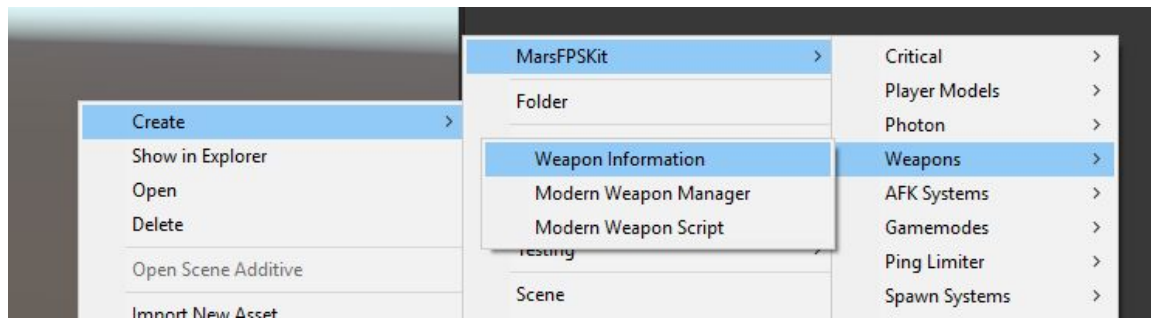 Create
Show in Explorer
Open
Delete
Open Scene Additive
Import New Asset
MarsFPSKit
Folder
Weapon Information
Modern Weapon Manager
Modern Weapon Script
Testing
Scene
Critical
Player Models
Photon
Weapons
AFK Systems
Gamemodes
Ping Limiter
Spawn Systems